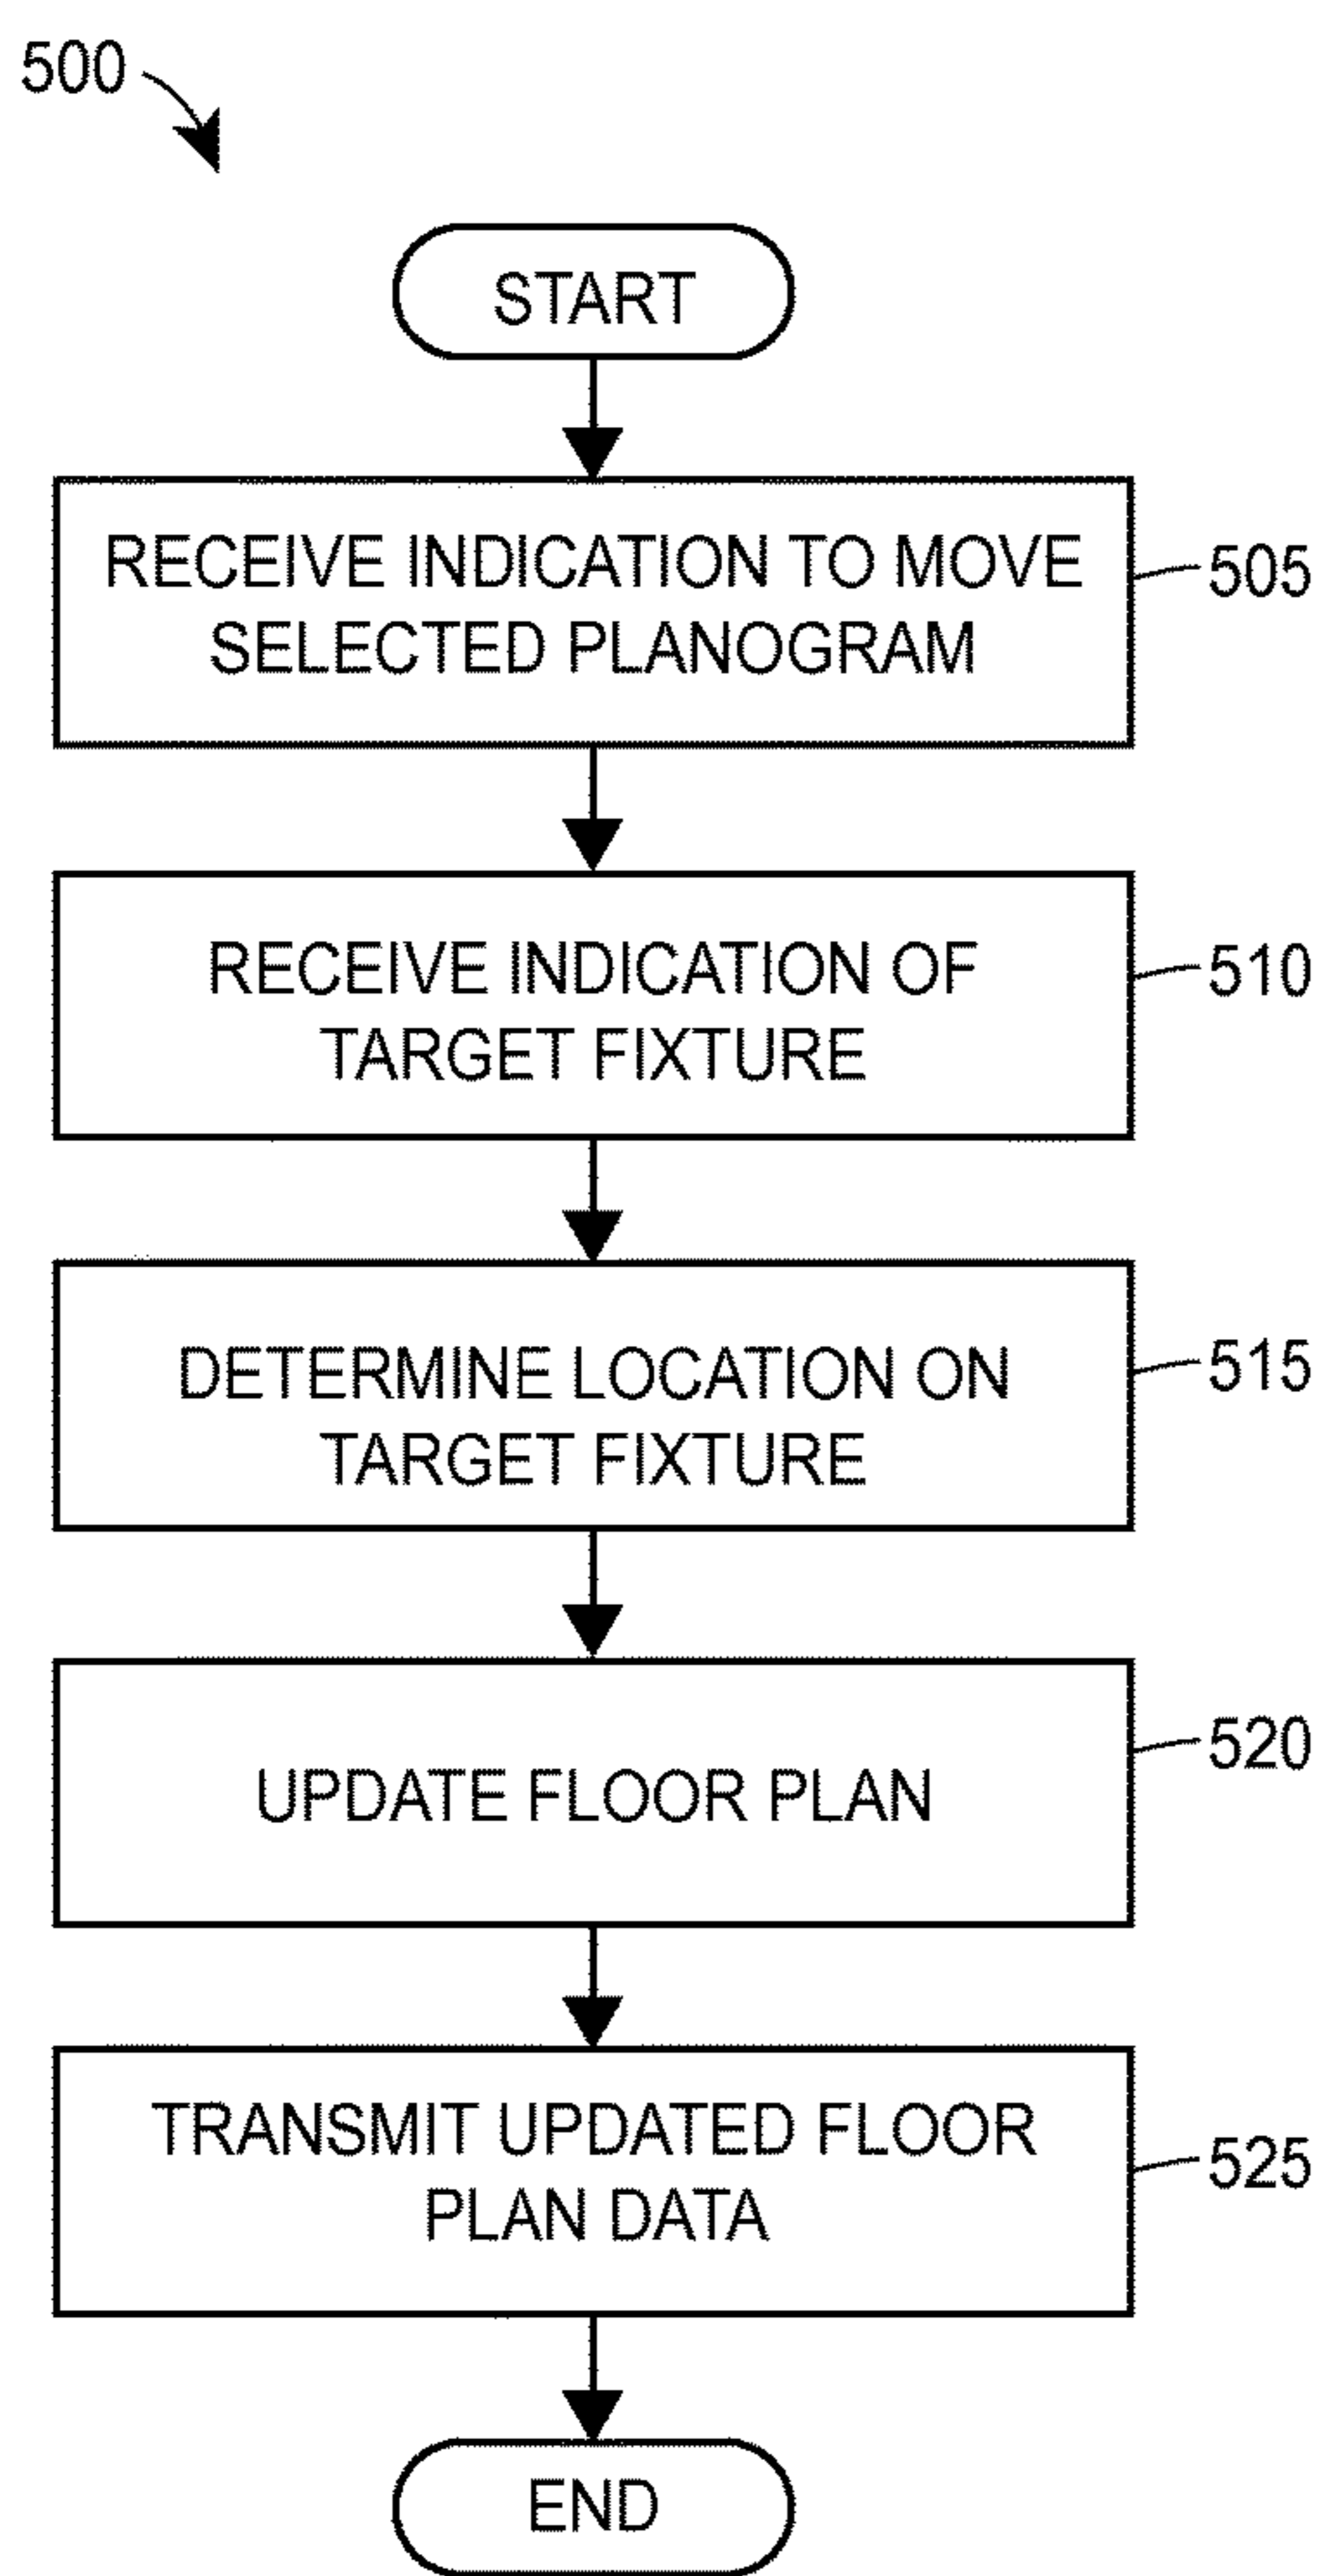 500
START
RECEIVE INDICATION TO MOVE
SELECTED PLANOGRAM
505
RECEIVE INDICATION OF
TARGET FIXTURE
510
DETERMINE LOCATION ON
TARGET FIXTURE
515
UPDATE FLOOR PLAN
520
TRANSMIT UPDATED FLOOR
PLAN DATA
525
END